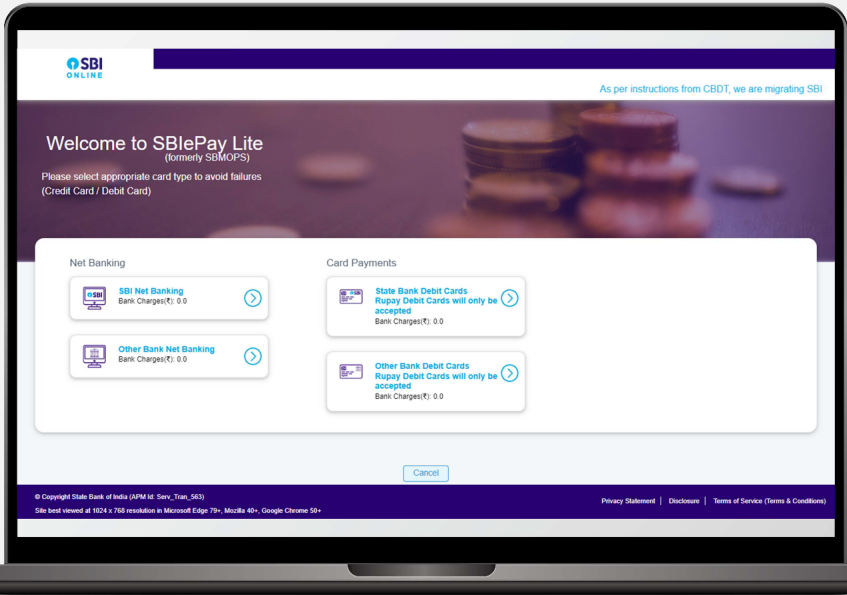 SBI
ONLINE
As per instructions from CBDT, we are migrating SBI
Welcome to SBIePay Lite
(formerly SBMOPS)
Please select appropriate card type to avoid failures
(Credit Card / Debit Card)
Net Banking
SBI Net Banking
Bank Charges(₹): 0.0
Other Bank Net Banking
Bank Charges(₹): 0.0
Card Payments
State Bank Debit Cards
Rupay Debit Cards will only be
accepted
Bank Charges(₹): 0.0
Other Bank Debit Cards
Rupay Debit Cards will only be
accepted
Bank Charges(₹): 0.0
Cancel
© Copyright State Bank of India (APM Id: Serv_Tran_563)
Site best viewed at 1024 x 768 resolution in Microsoft Edge 79+, Mozilla 40+, Google Chrome 50+
Privacy Statement | Disclosure | Terms of Service (Terms & Conditions)